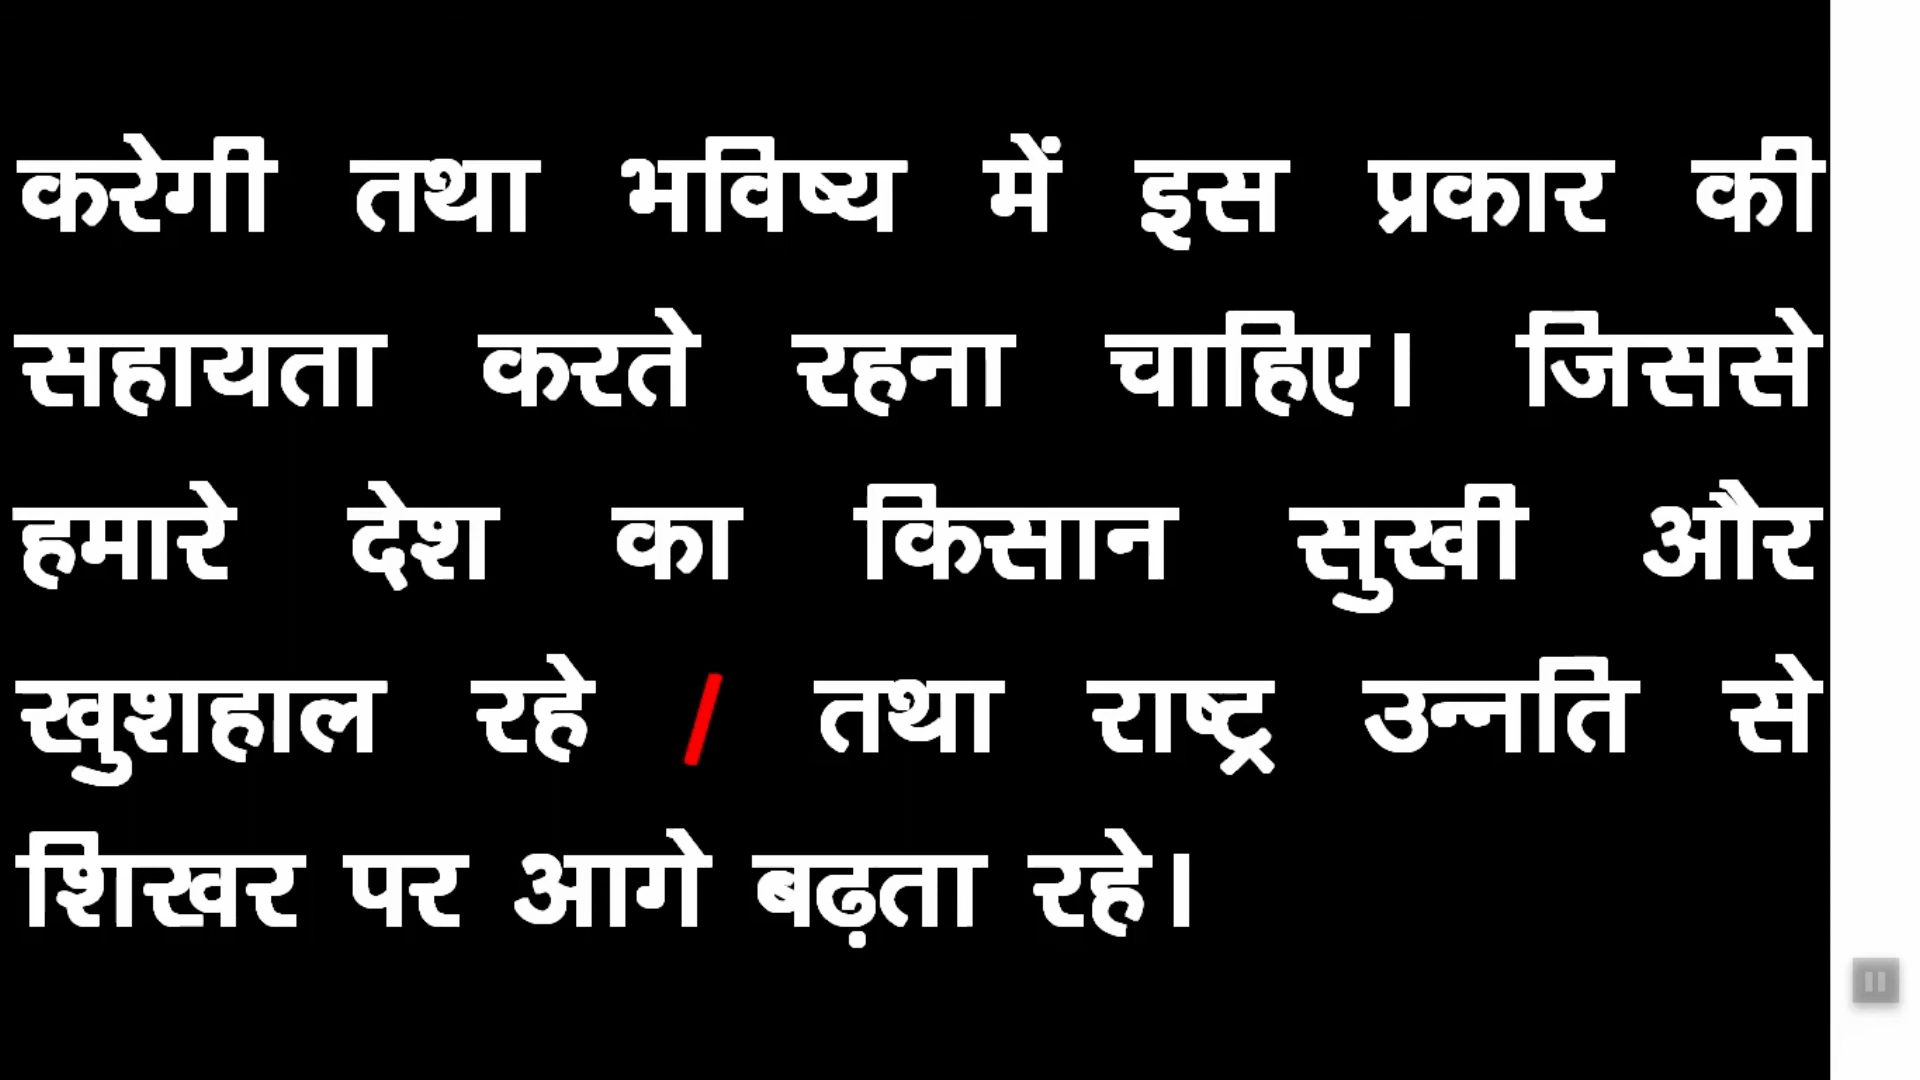 करेगी तथा भविष्य में इस प्रकार की
सहायता करते रहना चाहिए। जिससे
हमारे देश का किसान सुखी और
खुशहाल रहे / तथा राष्ट्र उन्नति से
शिखर पर आगे बढ़ता रहे।